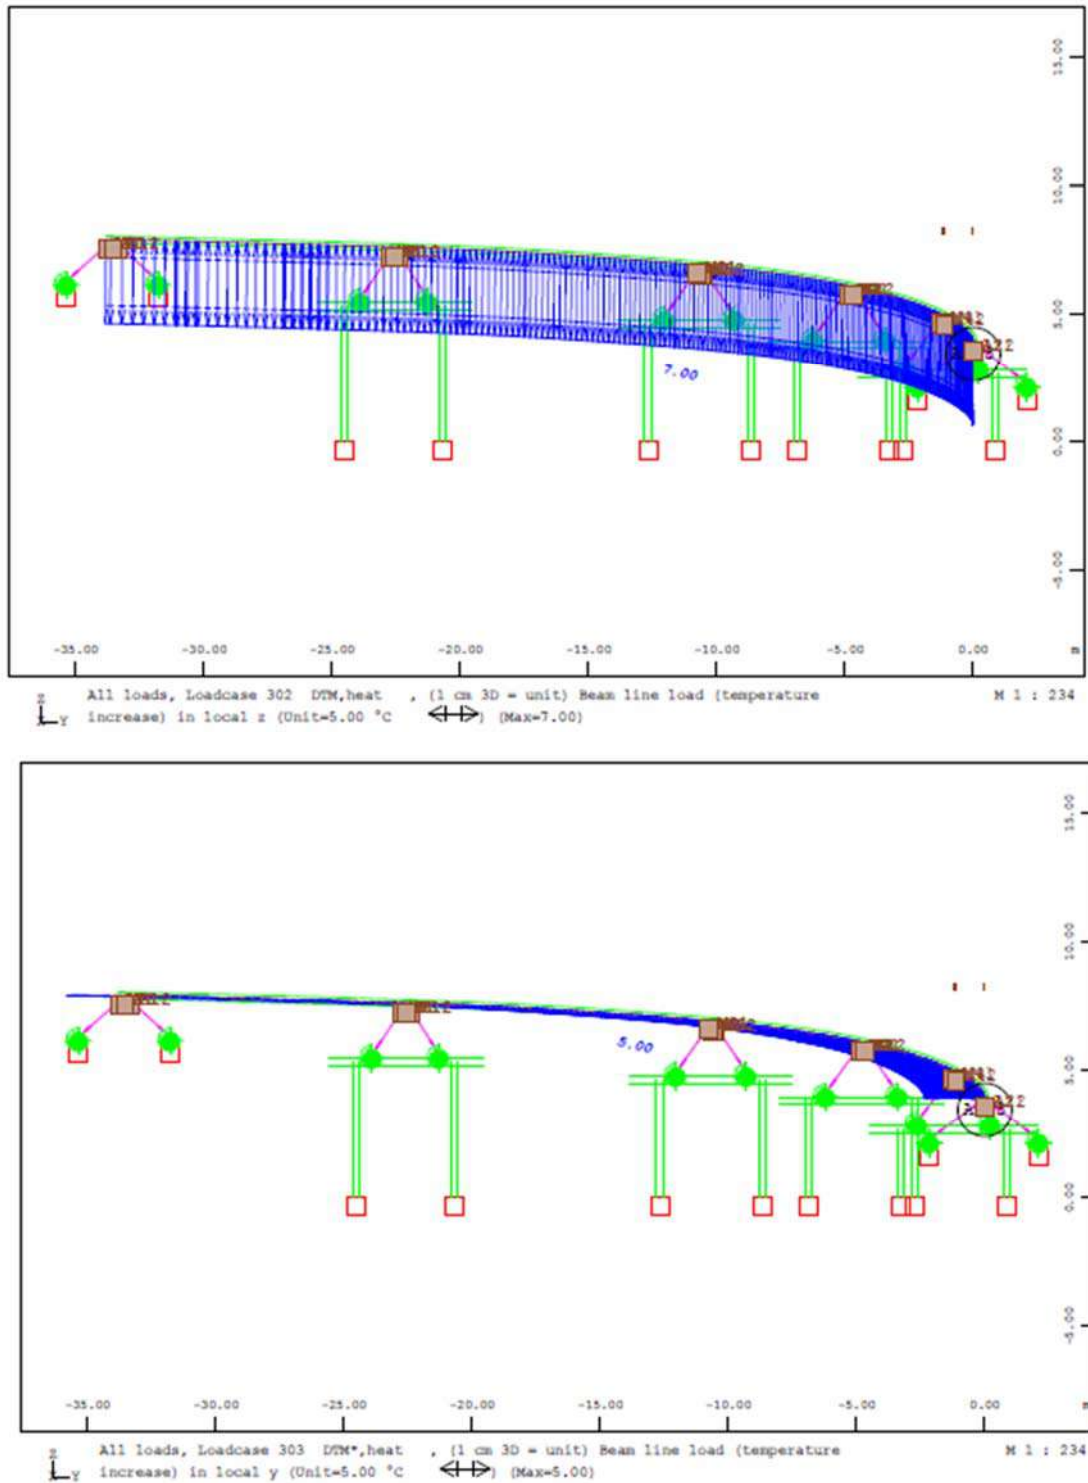 15.00
10.00
5.00
7.00
0.00
-5.00
-35.00 -30.00 -25.00 -20.00 -15.00 -10.00 -5.00 0.00 m
All loads, Loadcase 302 DTM,heat , (1 cm 3D = unit) Beam line load (temperature M 1 : 234
Y increase) in local z (Unit=5.00 °C ) (Max=7.00)
15.00
10.00
5.00
5.00
0.00
-5.00
-35.00 -30.00 -25.00 -20.00 -15.00 -10.00 -5.00 0.00
All loads, Loadcase 303 DTM*,heat , (1 cm 3D = unit) Beam line load (temperature M 1 : 234
Y increase) in local y (Unit=5.00 °C ) (Max=5.00)